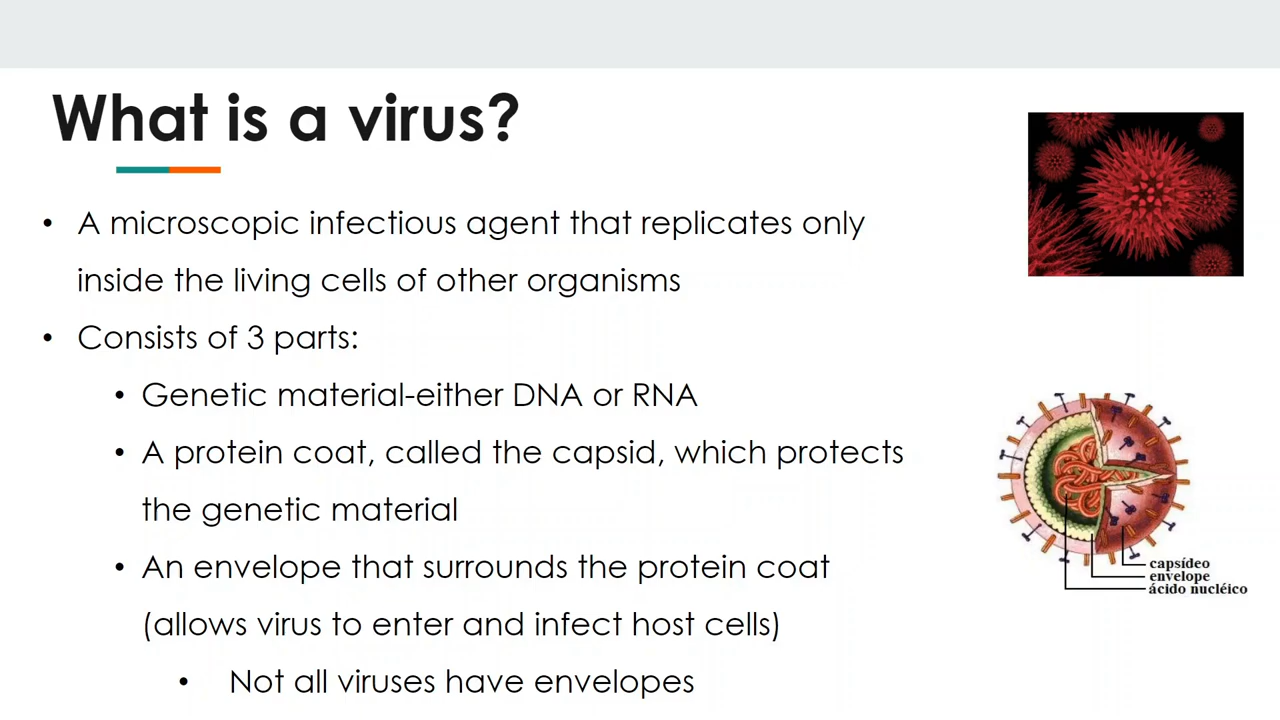 What is a virus?
• A microscopic infectious agent that replicates only
inside the living cells of other organisms
• Consists of 3 parts:
• Genetic material-either DNA or RNA
• A protein coat, called the capsid, which protects
the genetic material
• An envelope that surrounds the protein coat
(allows virus to enter and infect host cells)
• Not all viruses have envelopes
capsídeo
envelope
ácido nucléico